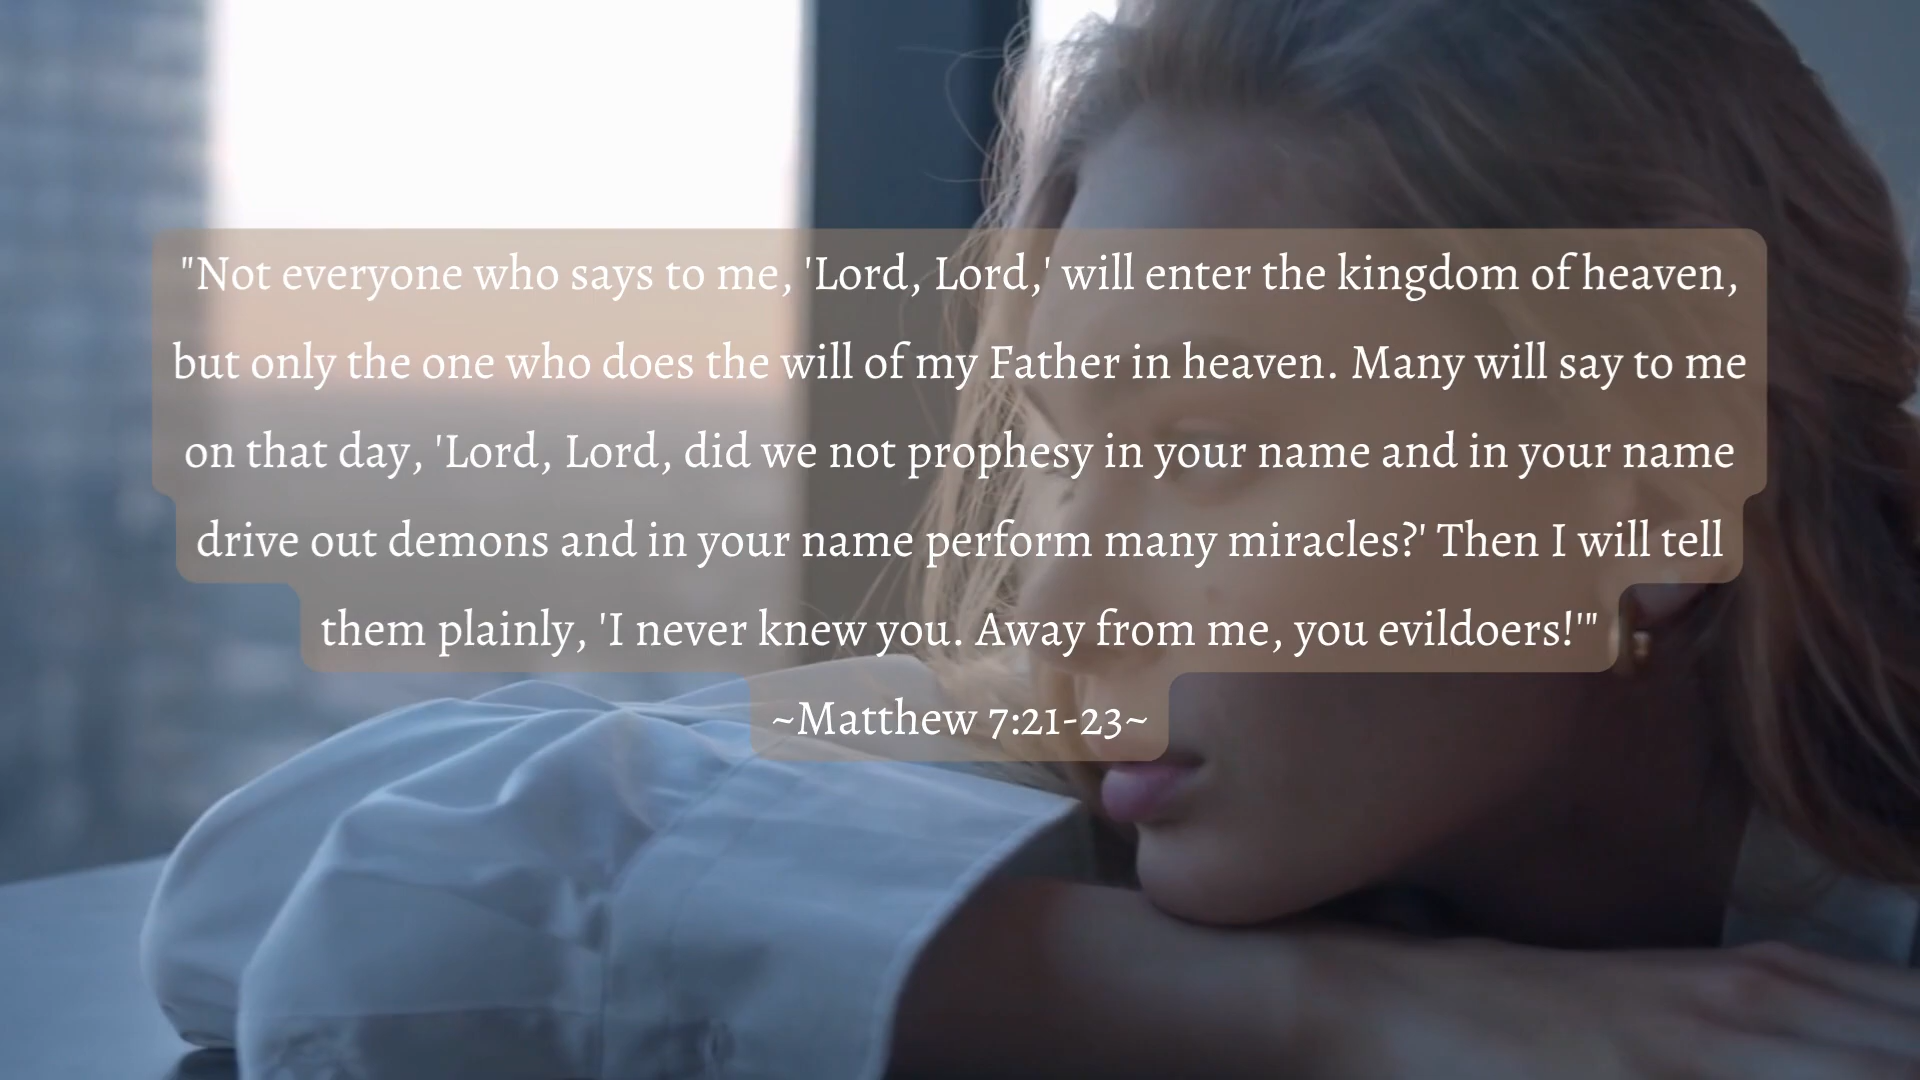 "Not everyone who says to me, 'Lord, Lord,' will enter the kingdom of heaven,
but only the one who does the will of my Father in heaven. Many will say to me
on that day, 'Lord, Lord, did we not prophesy in your name and in your name
drive out demons and in your name perform many miracles?' Then I will tell
them plainly, 'I never knew you. Away from me, you evildoers!'"
~Matthew 7:21-23~